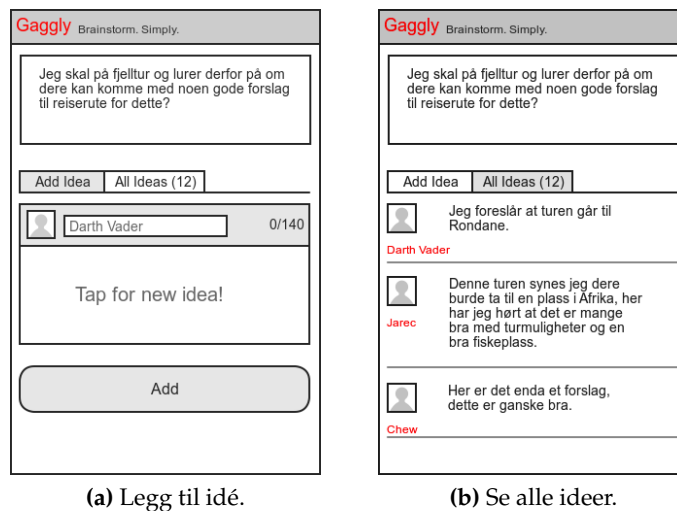 Gaggly Brainstorm. Simply.
Jeg skal på fjelltur og lurer derfor på om
dere kan komme med noen gode forslag
til reiserute for dette?
Add Idea All Ideas (12)
Darth Vader 0/140
Tap for new idea!
Add
(a) Legg til idé.
Gaggly Brainstorm. Simply.
Jeg skal på fjelltur og lurer derfor på om
dere kan komme med noen gode forslag
til reiserute for dette?
Add Idea All Ideas (12)
Jeg foreslår at turen går til
Rondane.
Darth Vader
Denne turen synes jeg dere
burde ta til en plass i Afrika, her
har jeg hørt at det er mange
bra med turmuligheter og en
bra fiskeplass.
Jarec
Her er det enda et forslag,
dette er ganske bra.
Chew
(b) Se alle ideer.